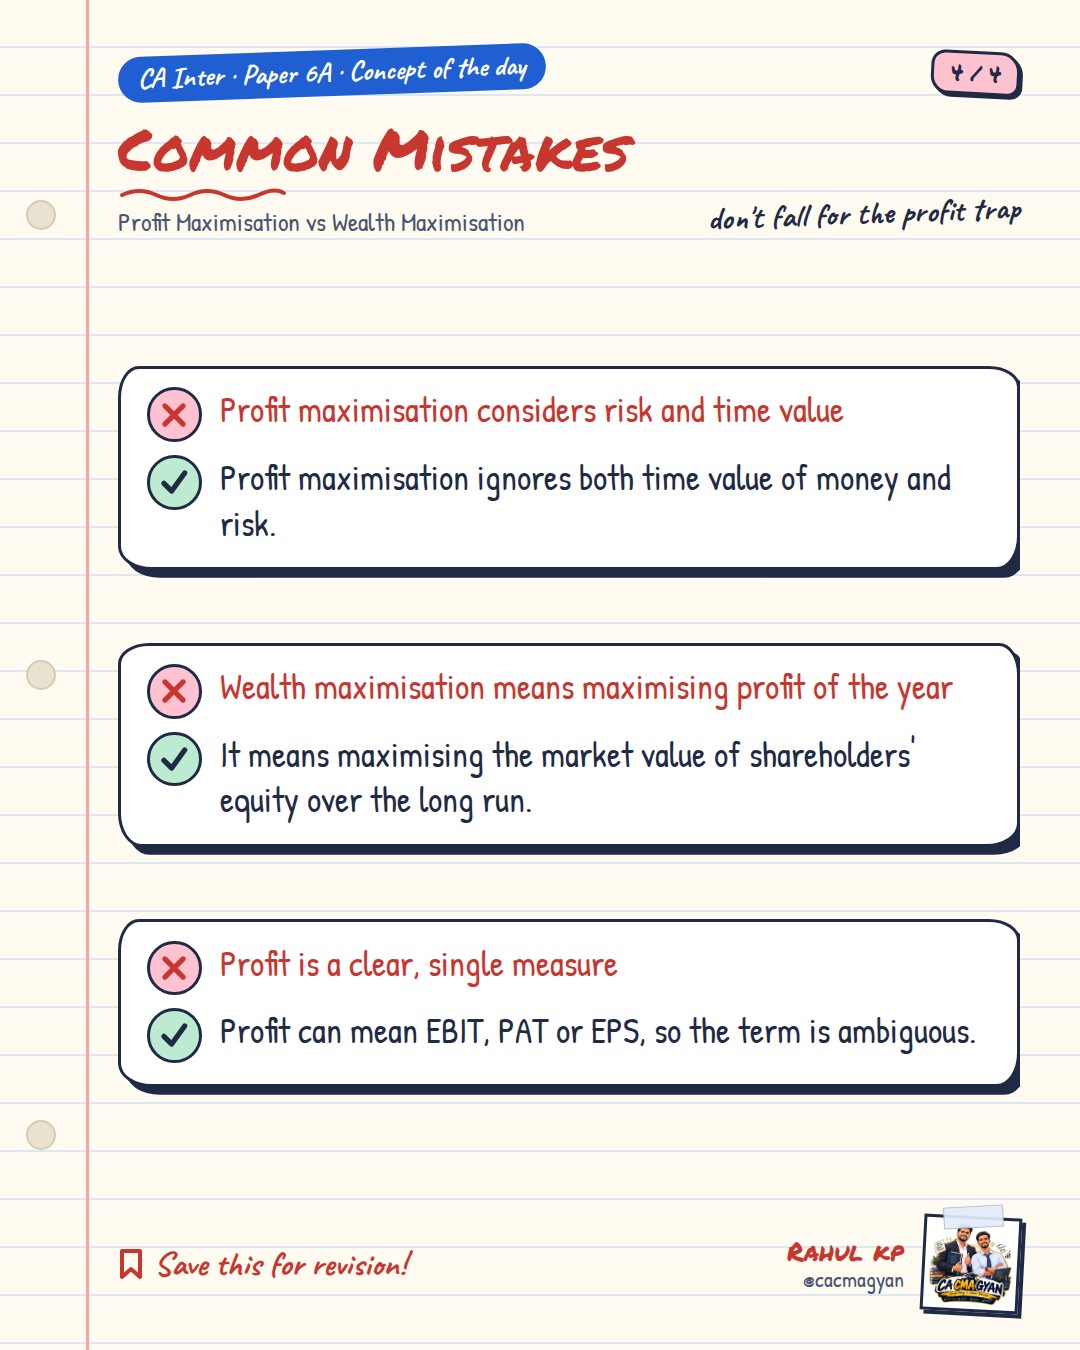 CA Inter · Paper 6A · Concept of the day
4 / 4
Common Mistakes
Profit Maximisation vs Wealth Maximisation
don't fall for the profit trap
Profit maximisation considers risk and time value
Profit maximisation ignores both time value of money and
risk.
Wealth maximisation means maximising profit of the year
It means maximising the market value of shareholders'
equity over the long run.
Profit is a clear, single measure
Profit can mean EBIT, PAT or EPS, so the term is ambiguous.
Save this for revision!
Rahul KP
@cacmagyan
CA CMA GYAN